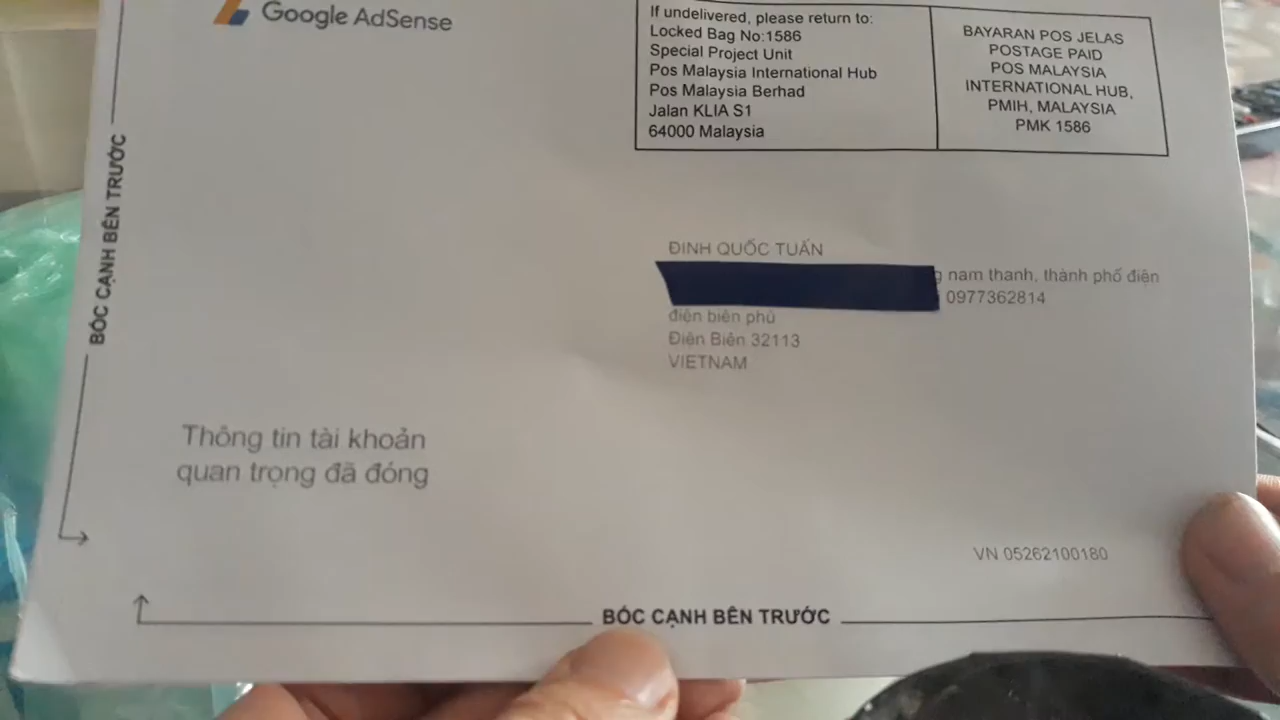 Google AdSense
If undelivered, please return to:
Locked Bag No:1586
Special Project Unit
Pos Malaysia International Hub
Pos Malaysia Berhad
Jalan KLIA S1
64000 Malaysia
BAYARAN POS JELAS
POSTAGE PAID
POS MALAYSIA
INTERNATIONAL HUB,
PMIH, MALAYSIA
PMK 1586
BÓC CẠNH BÊN TRƯỚC
ĐINH QUỐC TUẤN
nam thanh, thành phố điện
0977362814
điện biên phủ
Điện Biên 32113
VIETNAM
Thông tin tài khoản
quan trọng đã đóng
VN 05262100180
BÓC CẠNH BÊN TRƯỚC